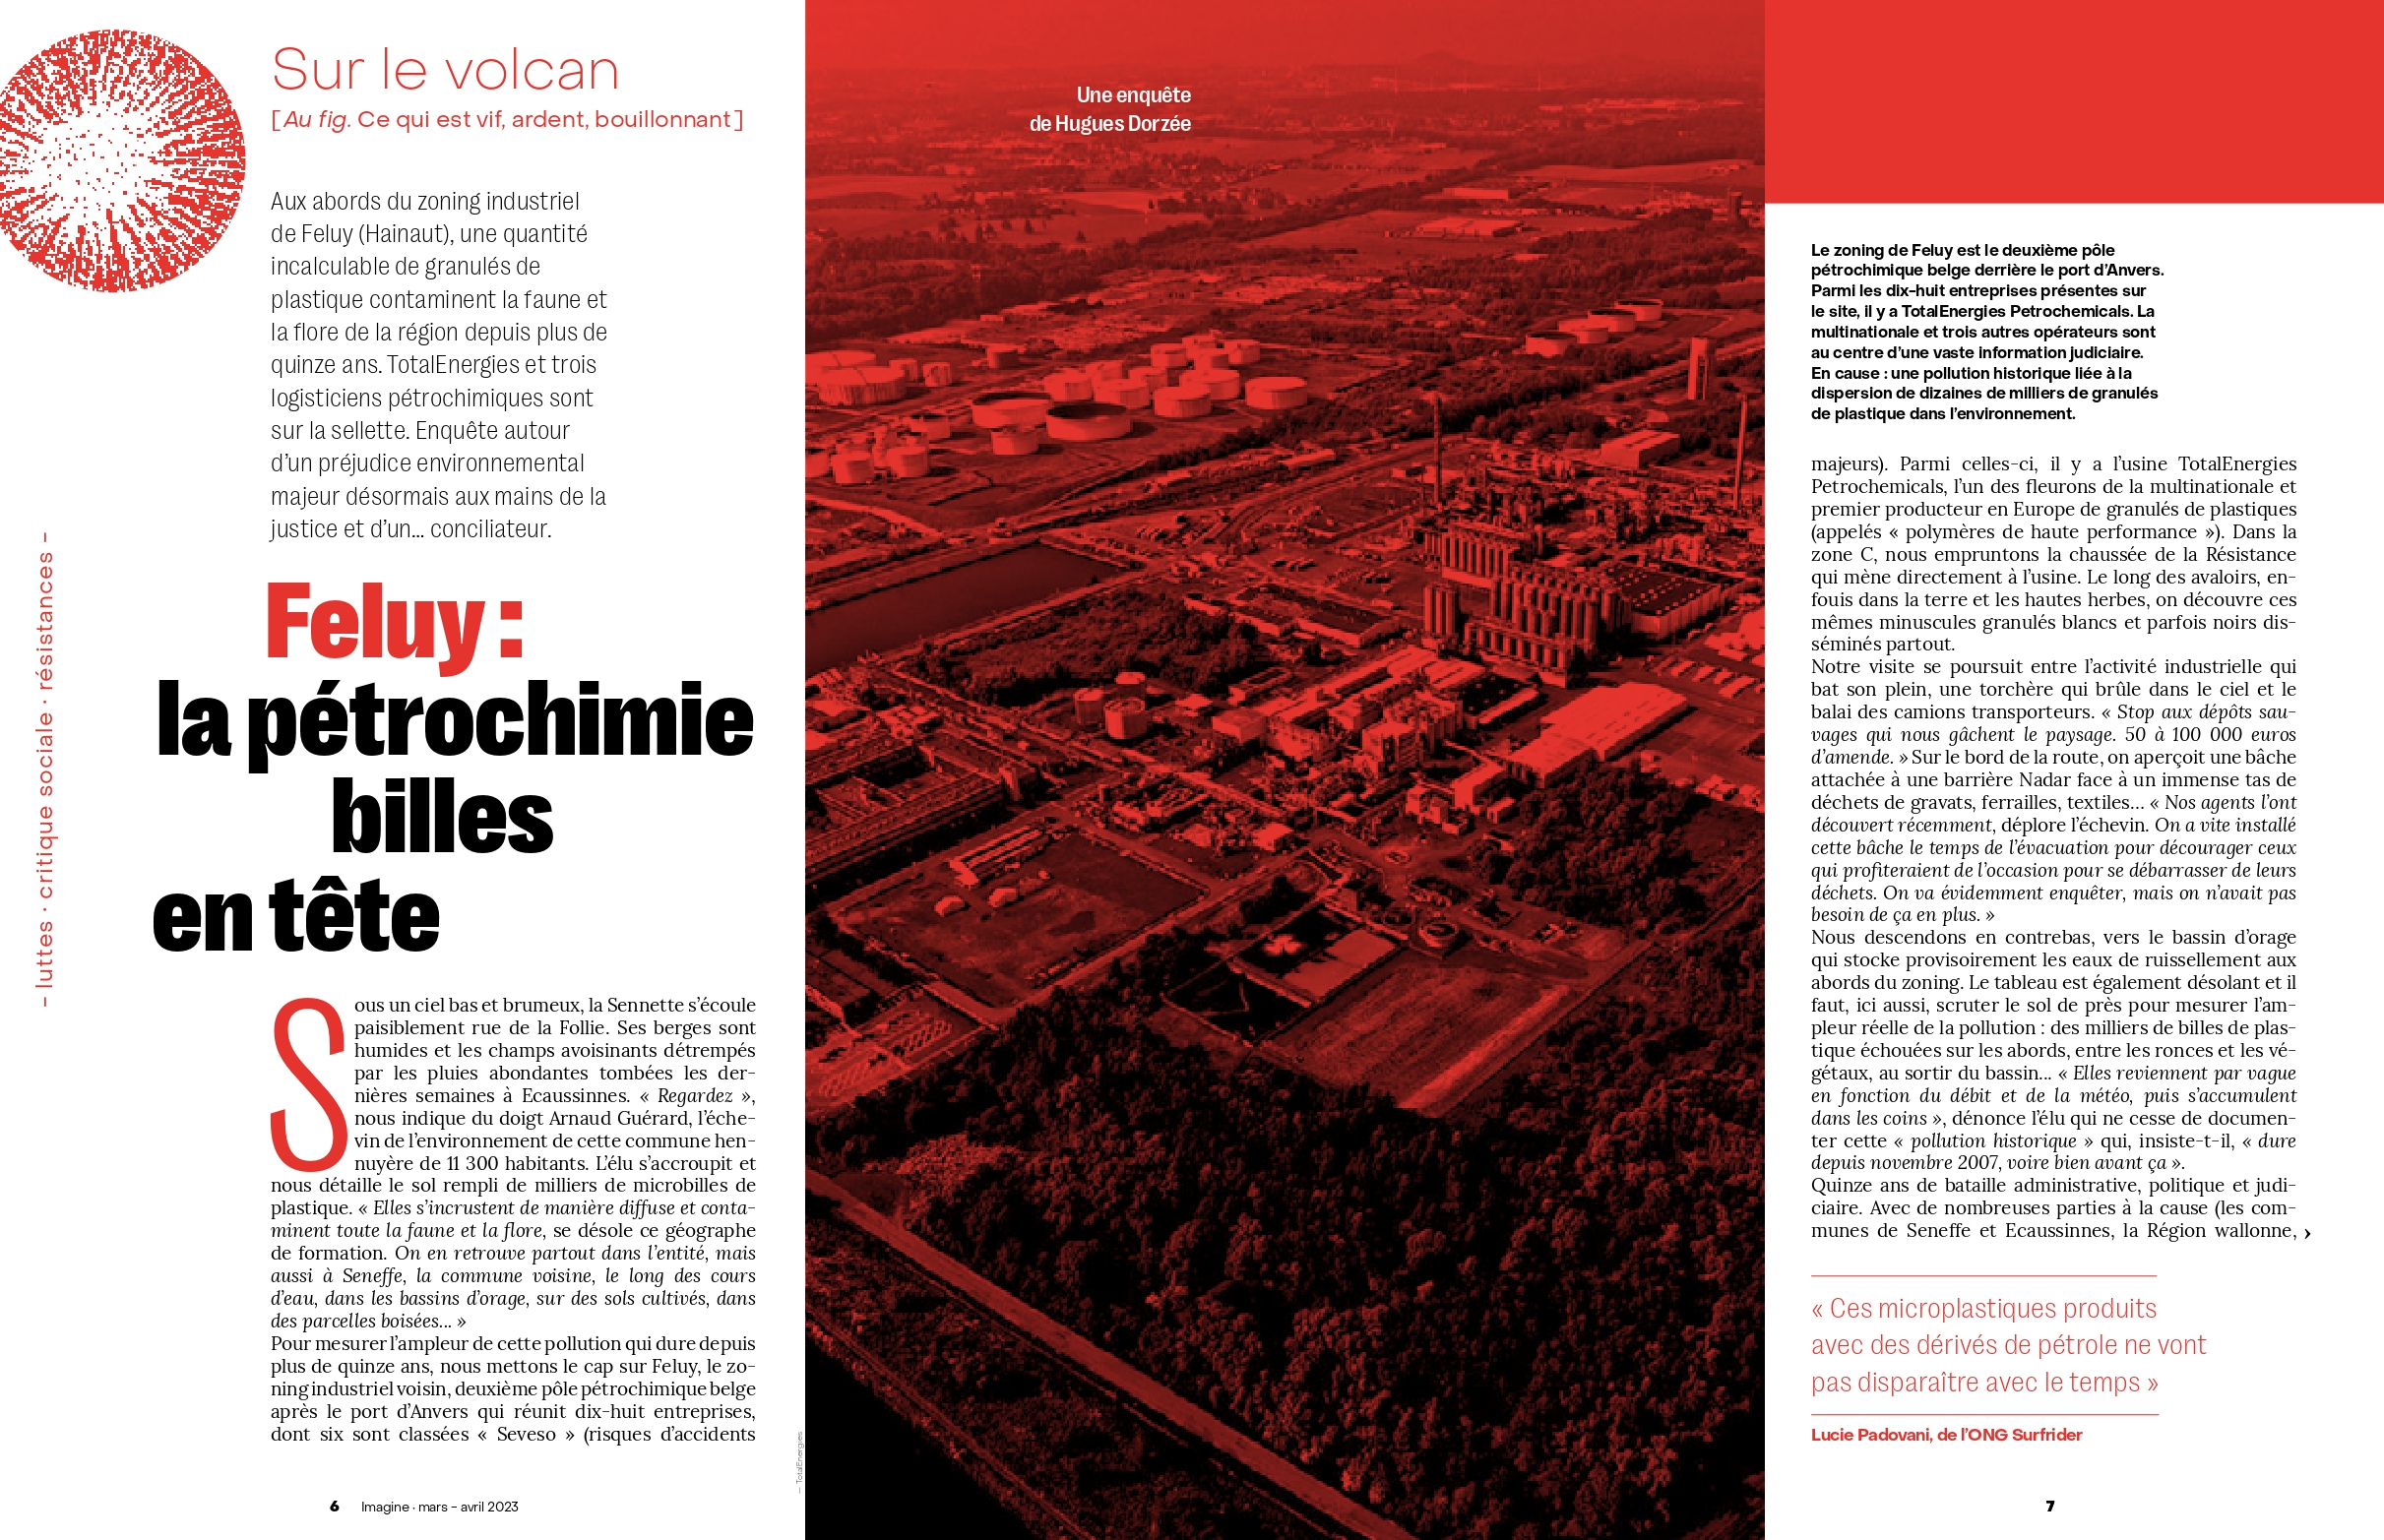 Sur le volcan
[Au fig. Ce qui est vif, ardent, bouillonnant]
Aux abords du zoning industriel
de Feluy (Hainaut), une quantité
incalculable de granulés de
plastique contaminent la faune et
la flore de la région depuis plus de
quinze ans. TotalEnergies et trois
logisticiens pétrochimiques sont
sur la sellette. Enquête autour
d’un préjudice environnemental
majeur désormais aux mains de la
justice et d’un... conciliateur.
– luttes · critique sociale · résistances –
Feluy :
la pétrochimie
billes
en tête
Sous un ciel bas et brumeux, la Sennette s’écoule
paisiblement rue de la Follie. Ses berges sont
humides et les champs avoisinants détrempés
par les pluies abondantes tombées les der-
nières semaines à Ecaussinnes. « Regardez »,
nous indique du doigt Arnaud Guérard, l’éche-
vin de l’environnement de cette commune hen-
nuyère de 11 300 habitants. L’élu s’accroupit et
nous détaille le sol rempli de milliers de microbilles de
plastique. « Elles s’incrustent de manière diffuse et conta-
minent toute la faune et la flore, se désole ce géographe
de formation. On en retrouve partout dans l’entité, mais
aussi à Seneffe, la commune voisine, le long des cours
d’eau, dans les bassins d’orage, sur des sols cultivés, dans
des parcelles boisées... »
Pour mesurer l’ampleur de cette pollution qui dure depuis
plus de quinze ans, nous mettons le cap sur Feluy, le zo-
ning industriel voisin, deuxième pôle pétrochimique belge
après le port d’Anvers qui réunit dix-huit entreprises,
dont six sont classées « Seveso » (risques d’accidents
6 Imagine · mars – avril 2023
— TotalEnergies
Une enquête
de Hugues Dorzée
Le zoning de Feluy est le deuxième pôle
pétrochimique belge derrière le port d’Anvers.
Parmi les dix-huit entreprises présentes sur
le site, il y a TotalEnergies Petrochemicals. La
multinationale et trois autres opérateurs sont
au centre d’une vaste information judiciaire.
En cause : une pollution historique liée à la
dispersion de dizaines de milliers de granulés
de plastique dans l’environnement.
majeurs). Parmi celles-ci, il y a l’usine TotalEnergies
Petrochemicals, l’un des fleurons de la multinationale et
premier producteur en Europe de granulés de plastiques
(appelés « polymères de haute performance »). Dans la
zone C, nous empruntons la chaussée de la Résistance
qui mène directement à l’usine. Le long des avaloirs, en-
fouis dans la terre et les hautes herbes, on découvre ces
mêmes minuscules granulés blancs et parfois noirs dis-
séminés partout.
Notre visite se poursuit entre l’activité industrielle qui
bat son plein, une torchère qui brûle dans le ciel et le
balai des camions transporteurs. « Stop aux dépôts sau-
vages qui nous gâchent le paysage. 50 à 100 000 euros
d’amende. » Sur le bord de la route, on aperçoit une bâche
attachée à une barrière Nadar face à un immense tas de
déchets de gravats, ferrailles, textiles... « Nos agents l’ont
découvert récemment, déplore l’échevin. On a vite installé
cette bâche le temps de l’évacuation pour décourager ceux
qui profiteraient de l’occasion pour se débarrasser de leurs
déchets. On va évidemment enquêter, mais on n’avait pas
besoin de ça en plus. »
Nous descendons en contrebas, vers le bassin d’orage
qui stocke provisoirement les eaux de ruissellement aux
abords du zoning. Le tableau est également désolant et il
faut, ici aussi, scruter le sol de près pour mesurer l’am-
pleur réelle de la pollution : des milliers de billes de plas-
tique échouées sur les abords, entre les ronces et les vé-
gétaux, au sortir du bassin... « Elles reviennent par vague
en fonction du débit et de la météo, puis s’accumulent
dans les coins », dénonce l’élu qui ne cesse de documen-
ter cette « pollution historique » qui, insiste-t-il, « dure
depuis novembre 2007, voire bien avant ça ».
Quinze ans de bataille administrative, politique et judi-
ciaire. Avec de nombreuses parties à la cause (les com-
munes de Seneffe et Ecaussinnes, la Région wallonne, ›
« Ces microplastiques produits
avec des dérivés de pétrole ne vont
pas disparaître avec le temps »
Lucie Padovani, de l’ONG Surfrider
7